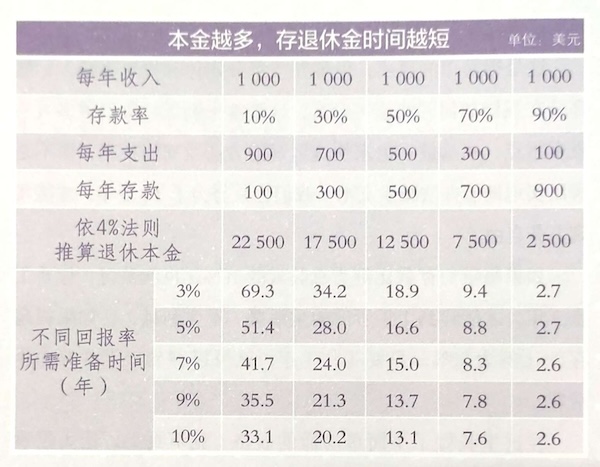 本金越多，存退休金时间越短 单位：美元
每年收入 1 000 1 000 1 000 1 000 1 000
存款率 10% 30% 50% 70% 90%
每年支出 900 700 500 300 100
每年存款 100 300 500 700 900
依4%法则
推算退休本金 22 500 17 500 12 500 7 500 2 500
不同回报率
所需准备时间
（年）
3% 69.3 34.2 18.9 9.4 2.7
5% 51.4 28.0 16.6 8.8 2.7
7% 41.7 24.0 15.0 8.3 2.6
9% 35.5 21.3 13.7 7.8 2.6
10% 33.1 20.2 13.1 7.6 2.6